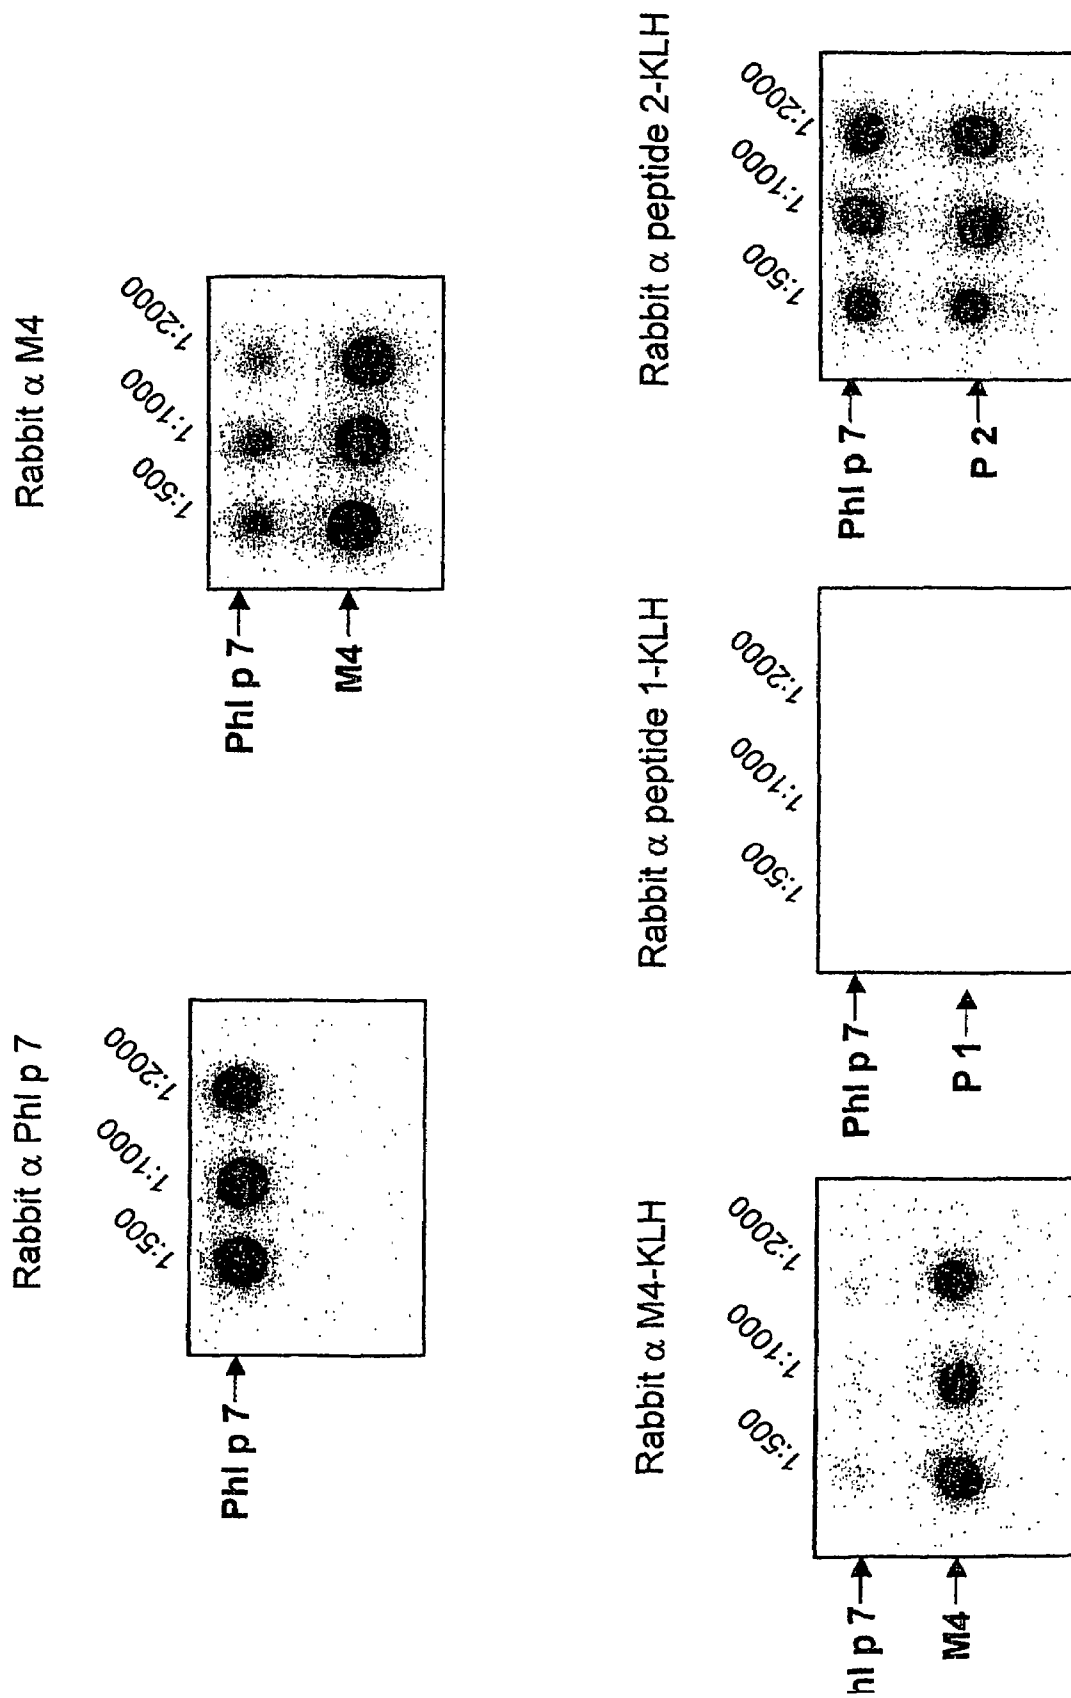 Rabbit α Phl p 7
1:500
1:1000
1:2000
Phl p 7
Rabbit α M4
1:500
1:1000
1:2000
Phl p 7
M4
Rabbit α M4-KLH
1:500
1:1000
1:2000
hl p 7
M4
Rabbit α peptide 1-KLH
1:500
1:1000
1:2000
Phl p 7
P 1
Rabbit α peptide 2-KLH
1:500
1:1000
1:2000
Phl p 7
P 2